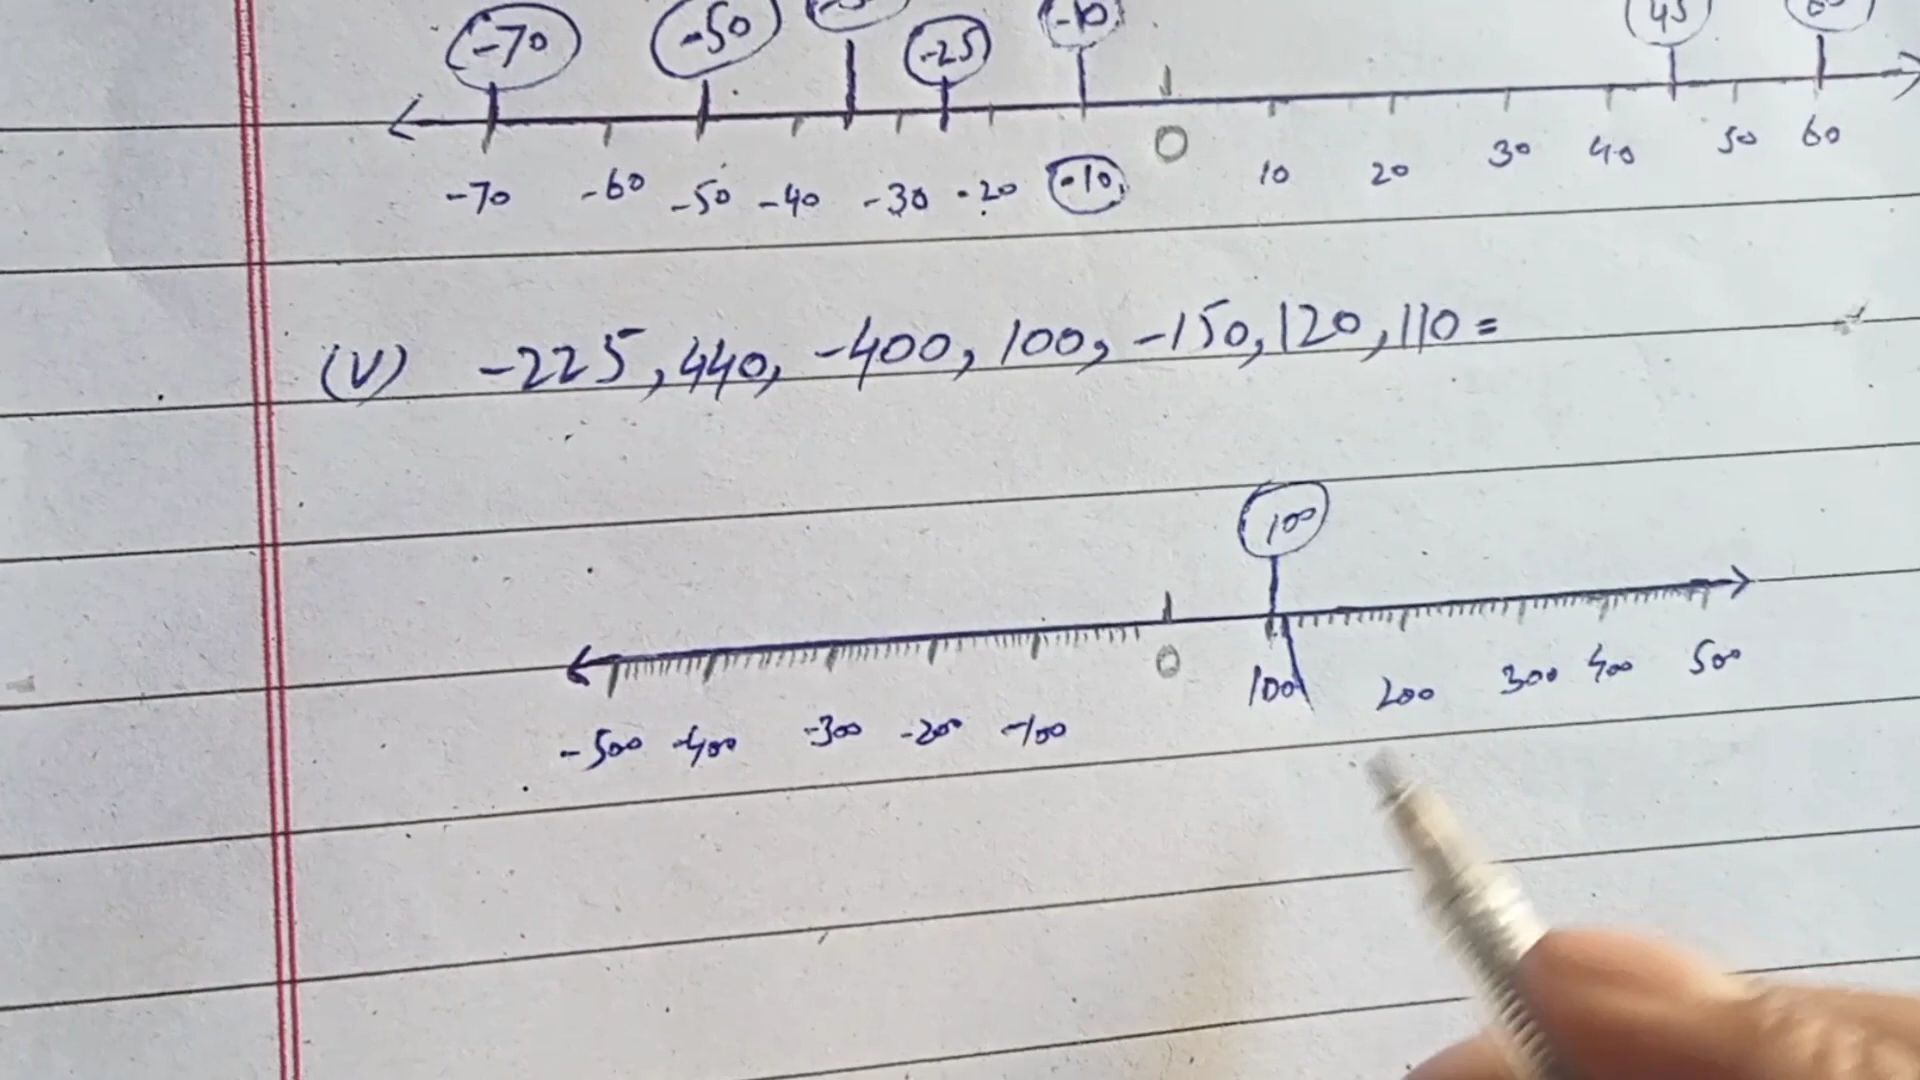 -70 -50 -25 -10 45
0
-70 -60 -50 -40 -30 -20 -10 10 20 30 40 50 60
(V) -225, 440, -400, 100, -150, 120, 110 =
100
-500 -400 -300 -200 -100 0 100 200 300 400 500